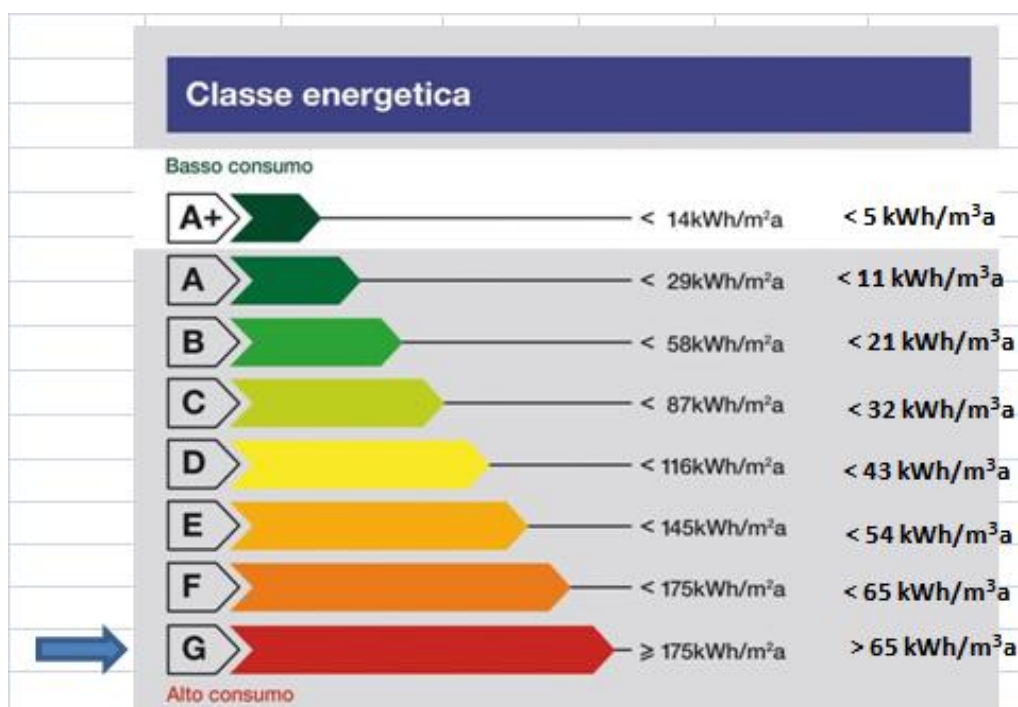 Classe energetica
Basso consumo
A+ < 14kWh/m²a < 5 kWh/m³a
A < 29kWh/m²a < 11 kWh/m³a
B < 58kWh/m²a < 21 kWh/m³a
C < 87kWh/m²a < 32 kWh/m³a
D < 116kWh/m²a < 43 kWh/m³a
E < 145kWh/m²a < 54 kWh/m³a
F < 175kWh/m²a < 65 kWh/m³a
G ⩾ 175kWh/m²a > 65 kWh/m³a
Alto consumo